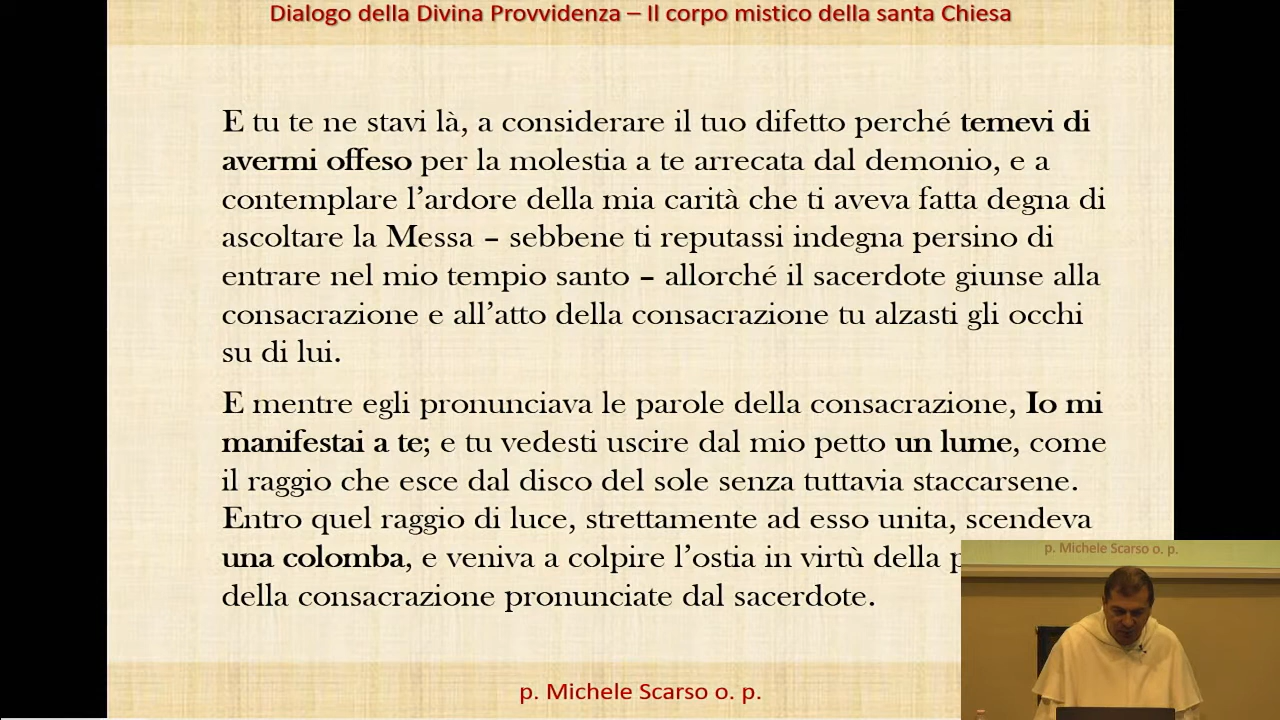 Dialogo della Divina Provvidenza – Il corpo mistico della santa Chiesa
E tu te ne stavi là, a considerare il tuo difetto perché temevi di
avermi offeso per la molestia a te arrecata dal demonio, e a
contemplare l’ardore della mia carità che ti aveva fatta degna di
ascoltare la Messa – sebbene ti reputassi indegna persino di
entrare nel mio tempio santo – allorché il sacerdote giunse alla
consacrazione e all’atto della consacrazione tu alzasti gli occhi
su di lui.
E mentre egli pronunciava le parole della consacrazione, Io mi
manifestai a te; e tu vedesti uscire dal mio petto un lume, come
il raggio che esce dal disco del sole senza tuttavia staccarsene.
Entro quel raggio di luce, strettamente ad esso unita, scendeva
una colomba, e veniva a colpire l’ostia in virtù della
della consacrazione pronunciate dal sacerdote.
p. Michele Scarso o. p.
p. Michele Scarso o. p.